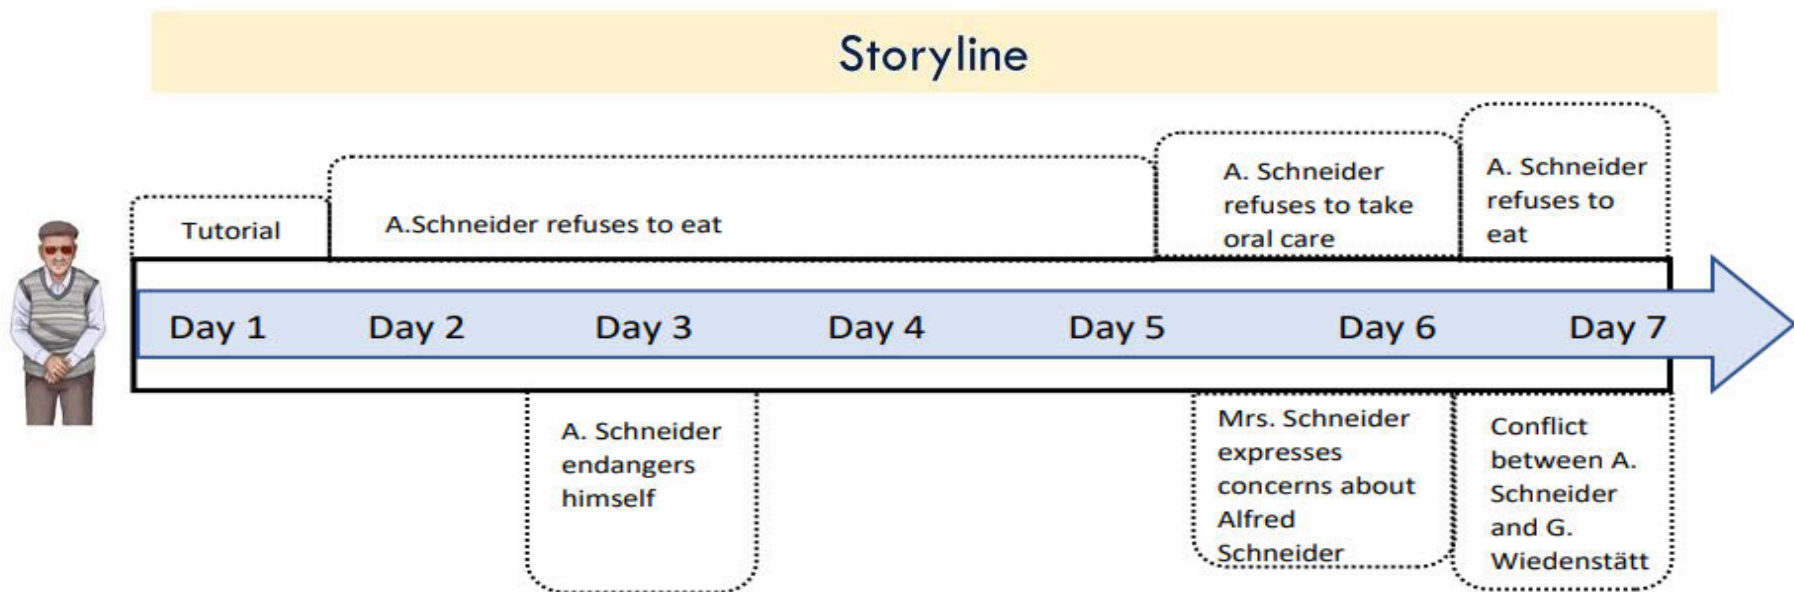 Storyline
Tutorial
A.Schneider refuses to eat
A. Schneider
refuses to take
oral care
A. Schneider
refuses to
eat
Day 1
Day 2
Day 3
Day 4
Day 5
Day 6
Day 7
A. Schneider
endangers
himself
Mrs. Schneider
expresses
concerns about
Alfred
Schneider
Conflict
between A.
Schneider
and G.
Wiedenstätt